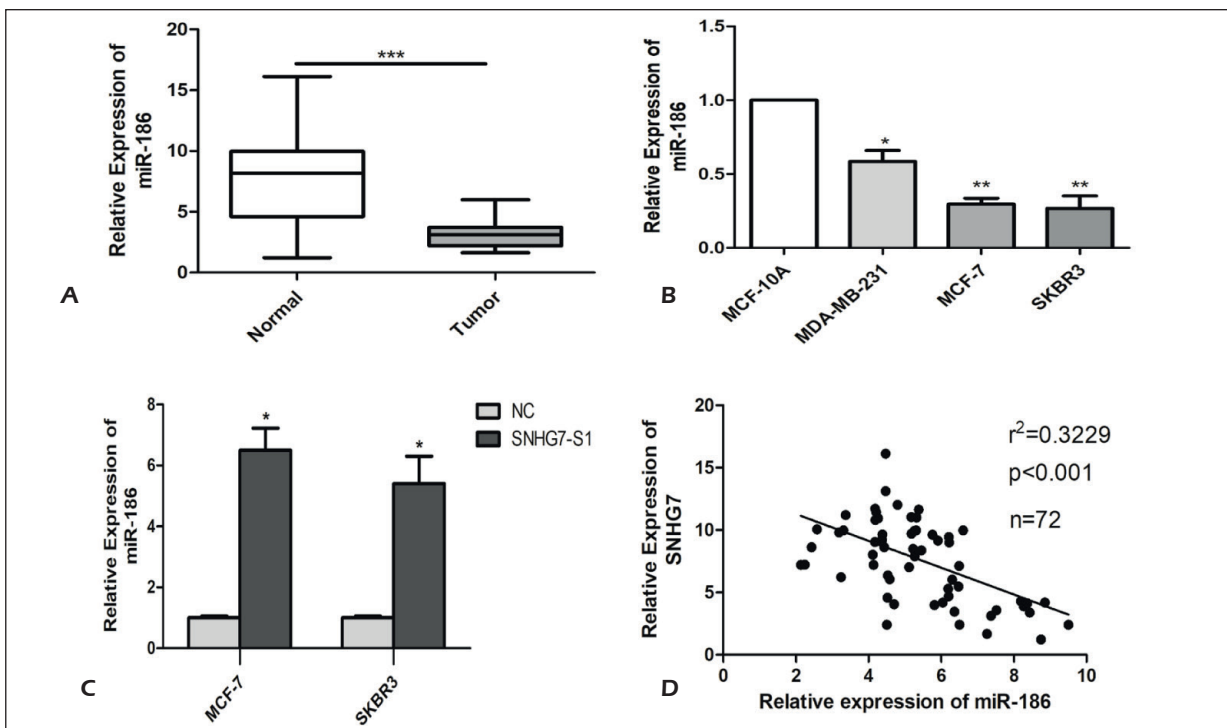 Relative Expression of
miR-186
20
15
10
5
0
***
Normal
Tumor
A
Relative Expression of
miR-186
1.5
1.0
0.5
0.0
*
**
**
MCF-10A
MDA-MB-231
MCF-7
SKBR3
B
Relative Expression of
miR-186
8
6
4
2
0
*
*
NC
SNHG7-S1
MCF-7
SKBR3
C
Relative Expression of
SNHG7
20
15
10
5
0
r²=0.3229
p<0.001
n=72
0 2 4 6 8 10
Relative expression of miR-186
D